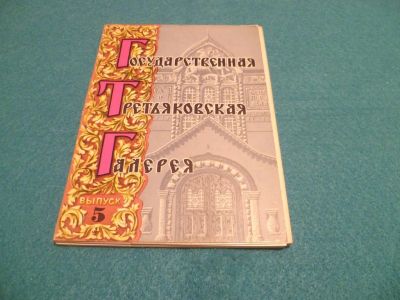 Государственная
Третьяковская
Галерея
ВЫПУСК
5